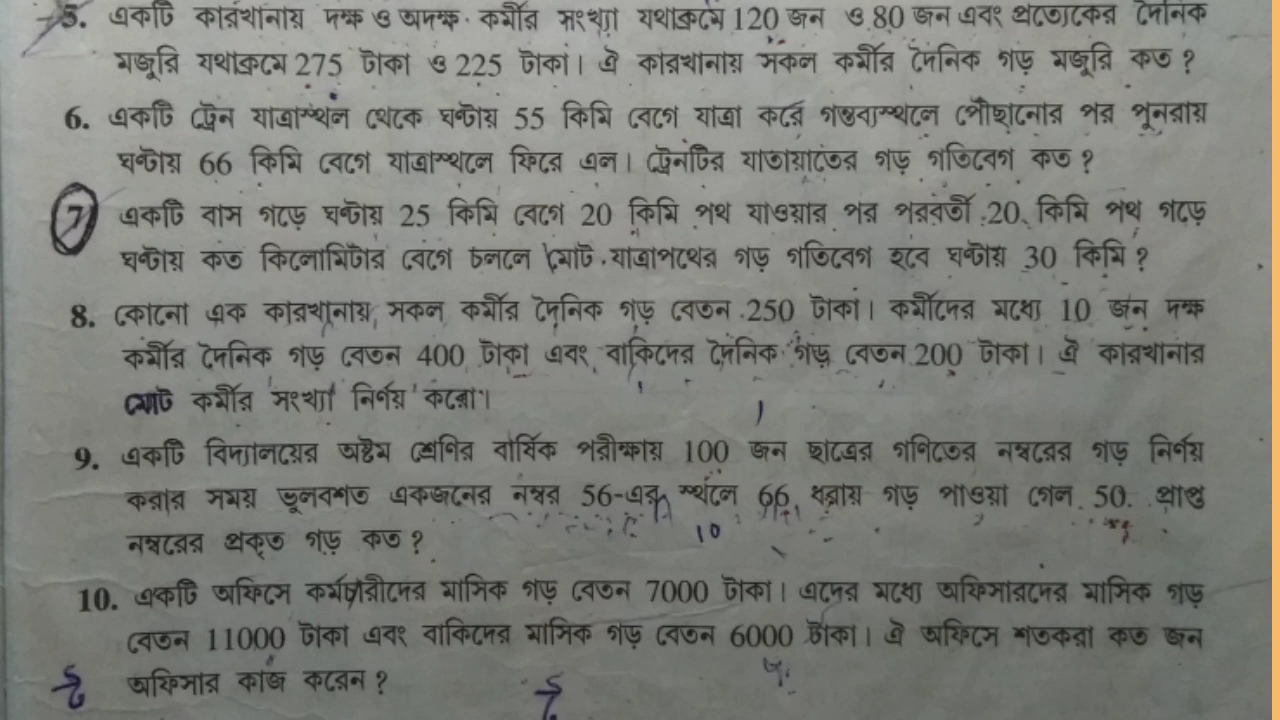 5. একটি কারখানায় দক্ষ ও অদক্ষ কর্মীর সংখ্যা যথাক্রমে 120 জন ও 80 জন এবং প্রত্যেকের দৈনিক
মজুরি যথাক্রমে 275 টাকা ও 225 টাকা। ঐ কারখানায় সকল কর্মীর দৈনিক গড় মজুরি কত ?
6. একটি ট্রেন যাত্রাস্থল থেকে ঘণ্টায় 55 কিমি বেগে যাত্রা করে গন্তব্যস্থলে পৌঁছানোর পর পুনরায়
ঘণ্টায় 66 কিমি বেগে যাত্রাস্থলে ফিরে এল। ট্রেনটির যাতায়াতের গড় গতিবেগ কত ?
7 একটি বাস গড়ে ঘণ্টায় 25 কিমি বেগে 20 কিমি পথ যাওয়ার পর পরবর্তী 20 কিমি পথ গড়ে
ঘণ্টায় কত কিলোমিটার বেগে চললে মোট যাত্রাপথের গড় গতিবেগ হবে ঘণ্টায় 30 কিমি ?
8. কোনো এক কারখানায় সকল কর্মীর দৈনিক গড় বেতন 250 টাকা। কর্মীদের মধ্যে 10 জন দক্ষ
কর্মীর দৈনিক গড় বেতন 400 টাকা এবং বাকিদের দৈনিক গড় বেতন 200 টাকা। ঐ কারখানার
মোট কর্মীর সংখ্যা নির্ণয় করো।
9. একটি বিদ্যালয়ের অষ্টম শ্রেণির বার্ষিক পরীক্ষায় 100 জন ছাত্রের গণিতের নম্বরের গড় নির্ণয়
করার সময় ভুলবশত একজনের নম্বর 56-এর স্থলে 66 ধরায় গড় পাওয়া গেল 50. প্রাপ্ত
10
নম্বরের প্রকৃত গড় কত ?
10. একটি অফিসে কর্মচারীদের মাসিক গড় বেতন 7000 টাকা। এদের মধ্যে অফিসারদের মাসিক গড়
বেতন 11000 টাকা এবং বাকিদের মাসিক গড় বেতন 6000 টাকা। ঐ অফিসে শতকরা কত জন
অফিসার কাজ করেন ?